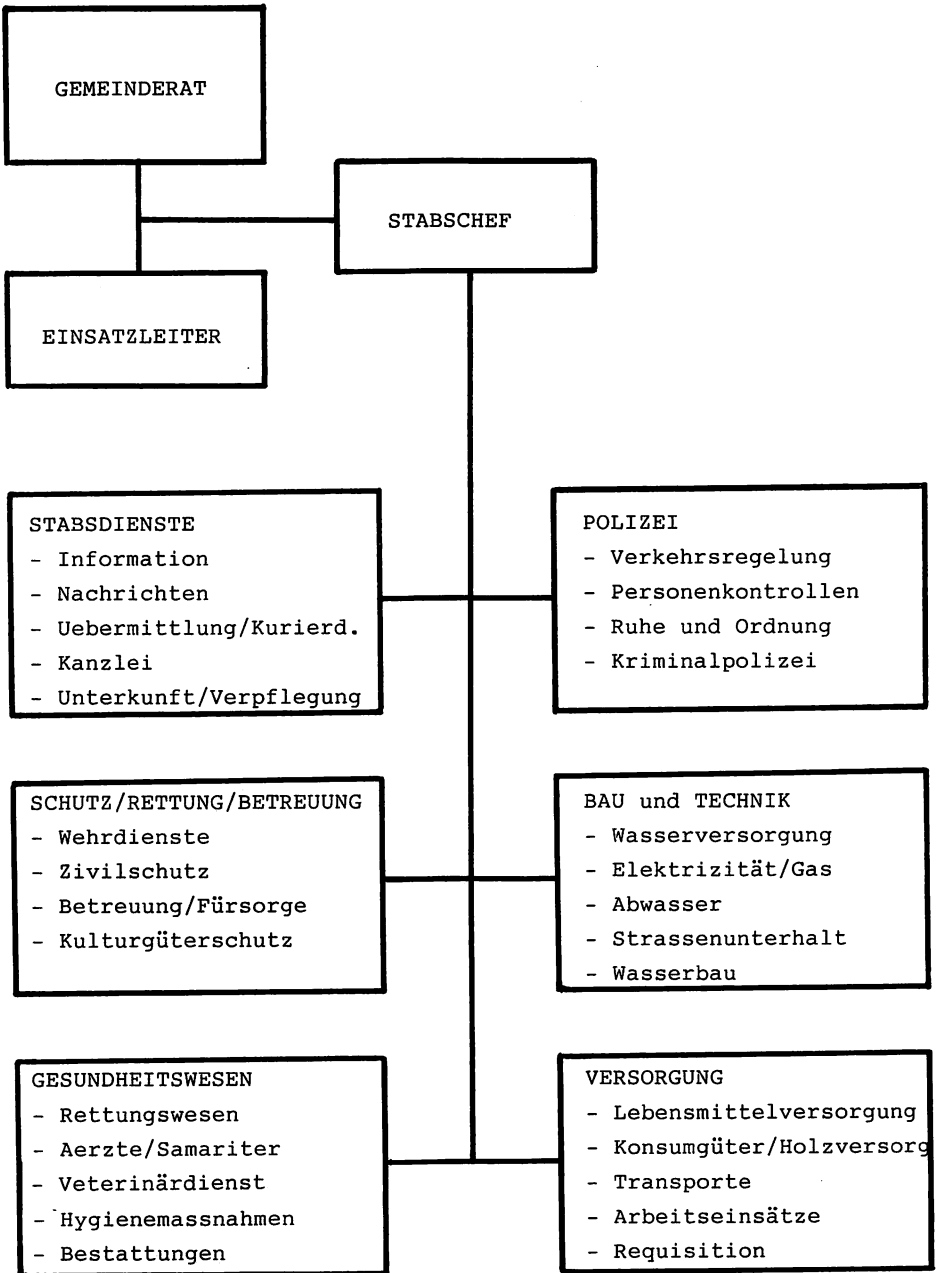 GEMEINDERAT
STABSCHEF
EINSATZLEITER
STABSDIENSTE
- Information
- Nachrichten
- Uebermittlung/Kurierd.
- Kanzlei
- Unterkunft/Verpflegung
POLIZEI
- Verkehrsregelung
- Personenkontrollen
- Ruhe und Ordnung
- Kriminalpolizei
SCHUTZ/RETTUNG/BETREUUNG
- Wehrdienste
- Zivilschutz
- Betreuung/Fürsorge
- Kulturgüterschutz
BAU und TECHNIK
- Wasserversorgung
- Elektrizität/Gas
- Abwasser
- Strassenunterhalt
- Wasserbau
GESUNDHEITSWESEN
- Rettungswesen
- Aerzte/Samariter
- Veterinärdienst
- Hygienemassnahmen
- Bestattungen
VERSORGUNG
- Lebensmittelversorgung
- Konsumgüter/Holzversorg
- Transporte
- Arbeitseinsätze
- Requisition